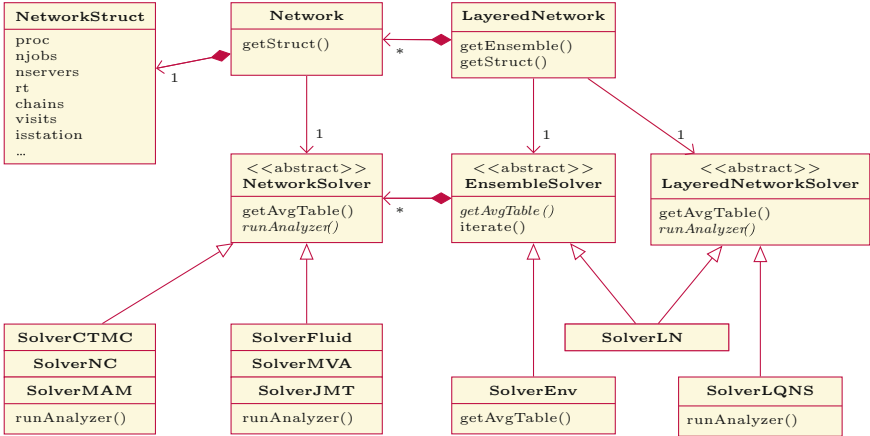 NetworkStruct
proc
njobs
nservers
rt
chains
visits
isstation
...
Network
getStruct()
LayeredNetwork
getEnsemble()
getStruct()
1
*
1
1
1
<<abstract>>
NetworkSolver
getAvgTable()
runAnalyzer()
<<abstract>>
EnsembleSolver
getAvgTable()
iterate()
*
<<abstract>>
LayeredNetworkSolver
getAvgTable()
runAnalyzer()
SolverCTMC
SolverNC
SolverMAM
runAnalyzer()
SolverFluid
SolverMVA
SolverJMT
runAnalyzer()
SolverLN
SolverEnv
getAvgTable()
SolverLQNS
runAnalyzer()